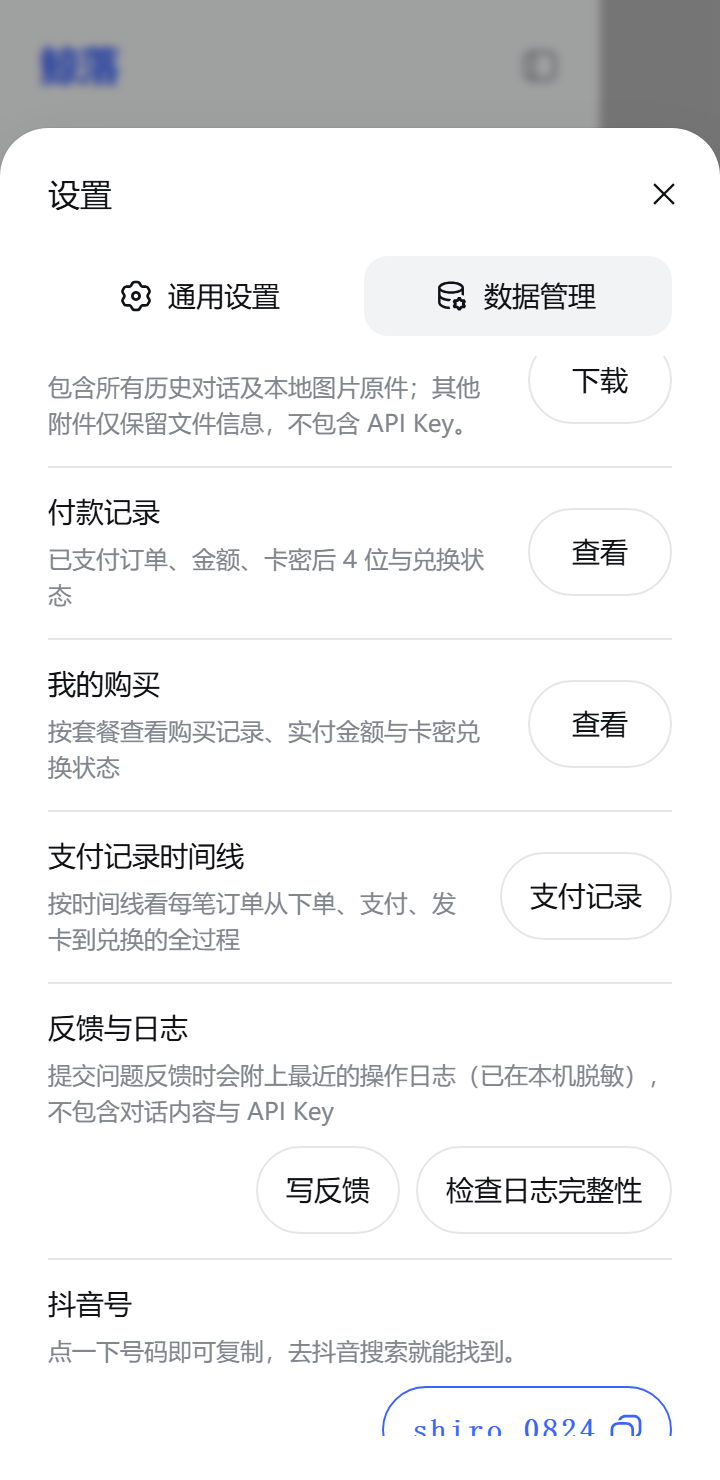 鲸落
设置
通用设置
数据管理
包含所有历史对话及本地图片原件；其他
附件仅保留文件信息，不包含 API Key。
下载
付款记录
已支付订单、金额、卡密后 4 位与兑换状
态
查看
我的购买
按套餐查看购买记录、实付金额与卡密兑
换状态
查看
支付记录时间线
按时间线看每笔订单从下单、支付、发
卡到兑换的全过程
支付记录
反馈与日志
提交问题反馈时会附上最近的操作日志（已在本机脱敏），
不包含对话内容与 API Key
写反馈
检查日志完整性
抖音号
点一下号码即可复制，去抖音搜索就能找到。
shiro_0824